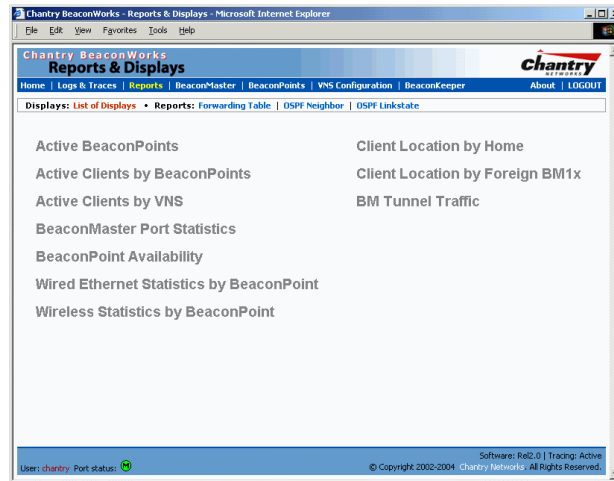 Chantry BeaconWorks - Reports & Displays - Microsoft Internet Explorer
File Edit View Favorites Tools Help
Chantry BeaconWorks
Reports & Displays
Chantry
NETWORKS
Home | Logs & Traces | Reports | BeaconMaster | BeaconPoints | VNS Configuration | BeaconKeeper About | LOGOUT
Displays: List of Displays • Reports: Forwarding Table | OSPF Neighbor | OSPF Linkstate
Active BeaconPoints
Active Clients by BeaconPoints
Active Clients by VNS
BeaconMaster Port Statistics
BeaconPoint Availability
Wired Ethernet Statistics by BeaconPoint
Wireless Statistics by BeaconPoint
Client Location by Home
Client Location by Foreign BM1x
BM Tunnel Traffic
Software: Rel2.0 | Tracing: Active
User: chantry Port status: M
© Copyright 2002-2004 Chantry Networks. All Rights Reserved.